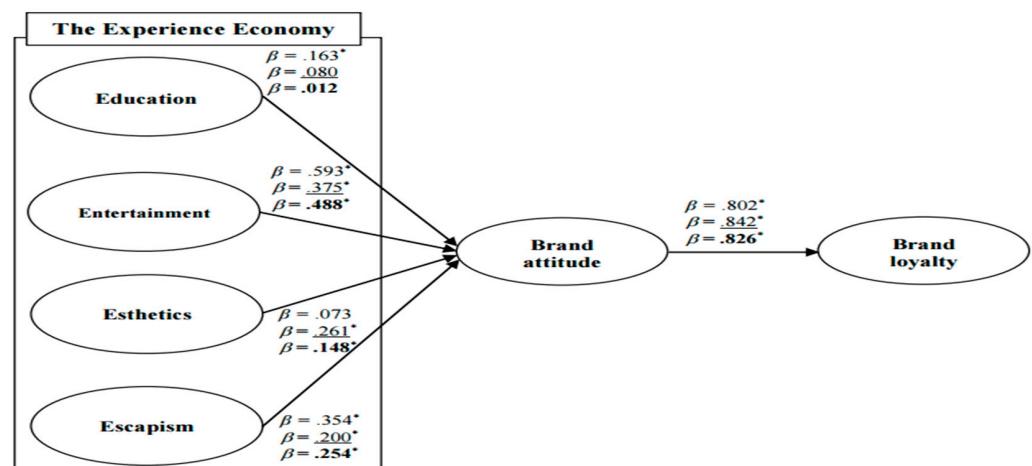 The Experience Economy
Education
β = .163*
β = .080
β = .012
Entertainment
β = .593*
β = .375*
β = .488*
Esthetics
β = .073
β = .261*
β = .148*
Escapism
β = .354*
β = .200*
β = .254*
Brand
attitude
β = .802*
β = .842*
β = .826*
Brand
loyalty